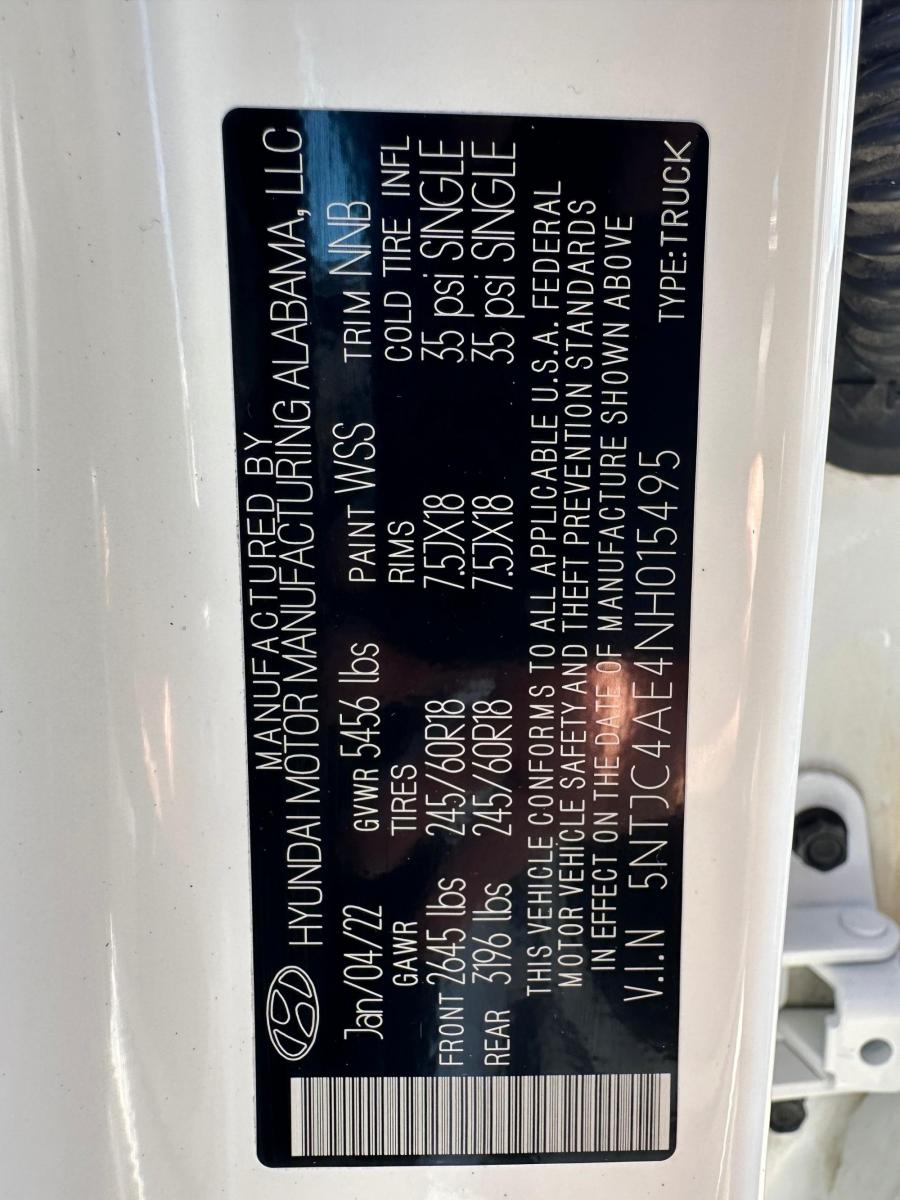 MANUFACTURED BY
HYUNDAI MOTOR MANUFACTURING ALABAMA, LLC
Jan/04/22 GVWR 5456 lbs PAINT WSS TRIM NNB
GAWR TIRES RIMS COLD TIRE INFL
FRONT 2645 lbs 245/60R18 7.5JX18 35 psi SINGLE
REAR 3196 lbs 245/60R18 7.5JX18 35 psi SINGLE
THIS VEHICLE CONFORMS TO ALL APPLICABLE U.S.A. FEDERAL
MOTOR VEHICLE SAFETY AND THEFT PREVENTION STANDARDS
IN EFFECT ON THE DATE OF MANUFACTURE SHOWN ABOVE
V.I.N 5NTJC4AE4NH015495 TYPE:TRUCK